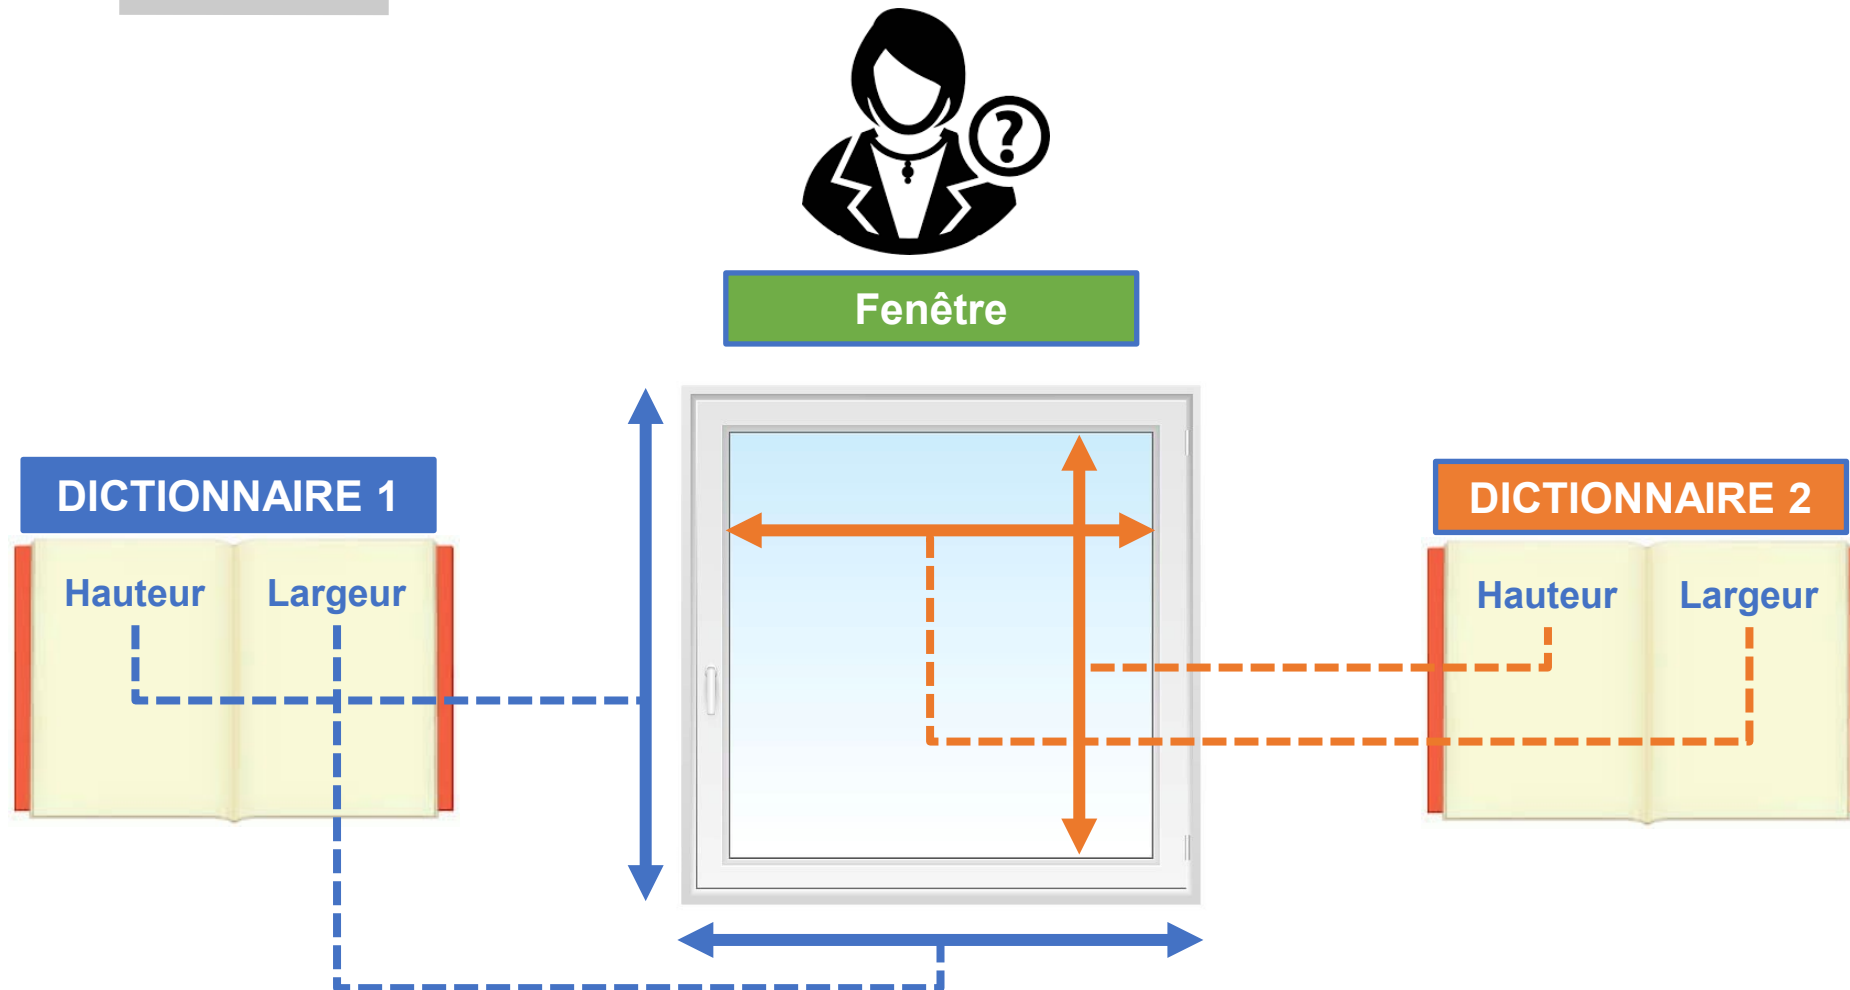 ?
Fenêtre
DICTIONNAIRE 1
Hauteur Largeur
DICTIONNAIRE 2
Hauteur Largeur